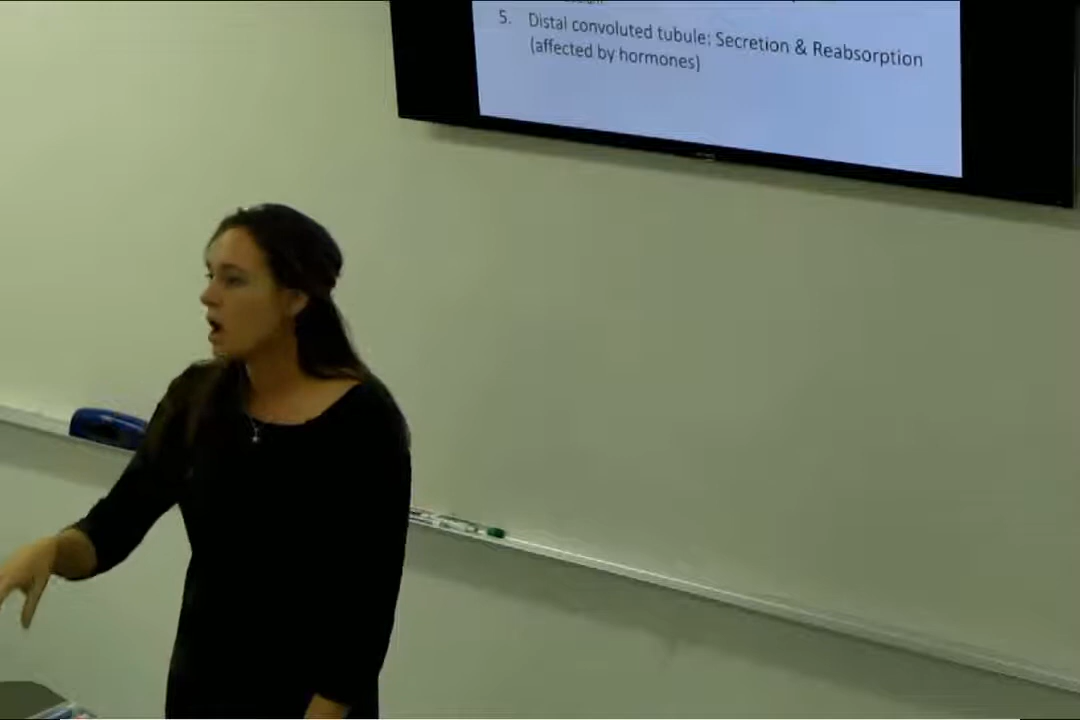 5. Distal convoluted tubule: Secretion & Reabsorption
(affected by hormones)